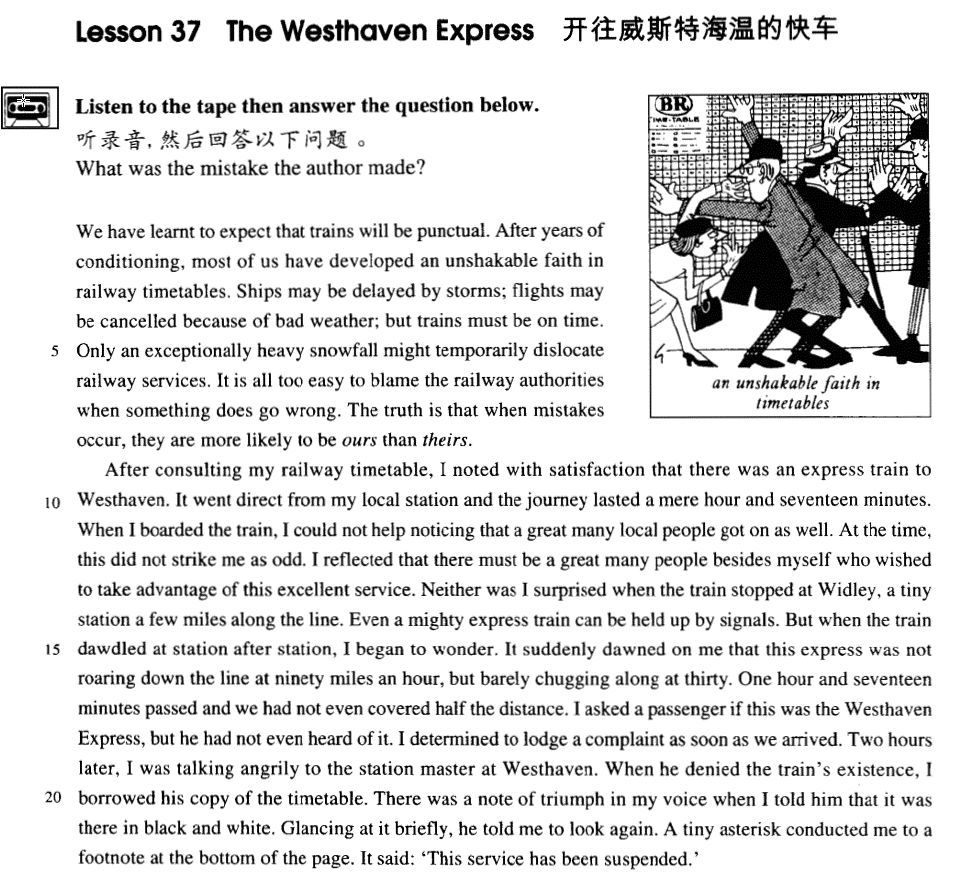 Lesson 37 The Westhaven Express 开往威斯特海温的快车
Listen to the tape then answer the question below.
听录音,然后回答以下问题。
What was the mistake the author made?
BR
TIME-TABLE
an unshakable faith in
timetables
We have learnt to expect that trains will be punctual. After years of
conditioning, most of us have developed an unshakable faith in
railway timetables. Ships may be delayed by storms; flights may
be cancelled because of bad weather; but trains must be on time.
5 Only an exceptionally heavy snowfall might temporarily dislocate
railway services. It is all too easy to blame the railway authorities
when something does go wrong. The truth is that when mistakes
occur, they are more likely to be ours than theirs.
After consulting my railway timetable, I noted with satisfaction that there was an express train to
10 Westhaven. It went direct from my local station and the journey lasted a mere hour and seventeen minutes.
When I boarded the train, I could not help noticing that a great many local people got on as well. At the time,
this did not strike me as odd. I reflected that there must be a great many people besides myself who wished
to take advantage of this excellent service. Neither was I surprised when the train stopped at Widley, a tiny
station a few miles along the line. Even a mighty express train can be held up by signals. But when the train
15 dawdled at station after station, I began to wonder. It suddenly dawned on me that this express was not
roaring down the line at ninety miles an hour, but barely chugging along at thirty. One hour and seventeen
minutes passed and we had not even covered half the distance. I asked a passenger if this was the Westhaven
Express, but he had not even heard of it. I determined to lodge a complaint as soon as we arrived. Two hours
later, I was talking angrily to the station master at Westhaven. When he denied the train's existence, I
20 borrowed his copy of the timetable. There was a note of triumph in my voice when I told him that it was
there in black and white. Glancing at it briefly, he told me to look again. A tiny asterisk conducted me to a
footnote at the bottom of the page. It said: 'This service has been suspended.'